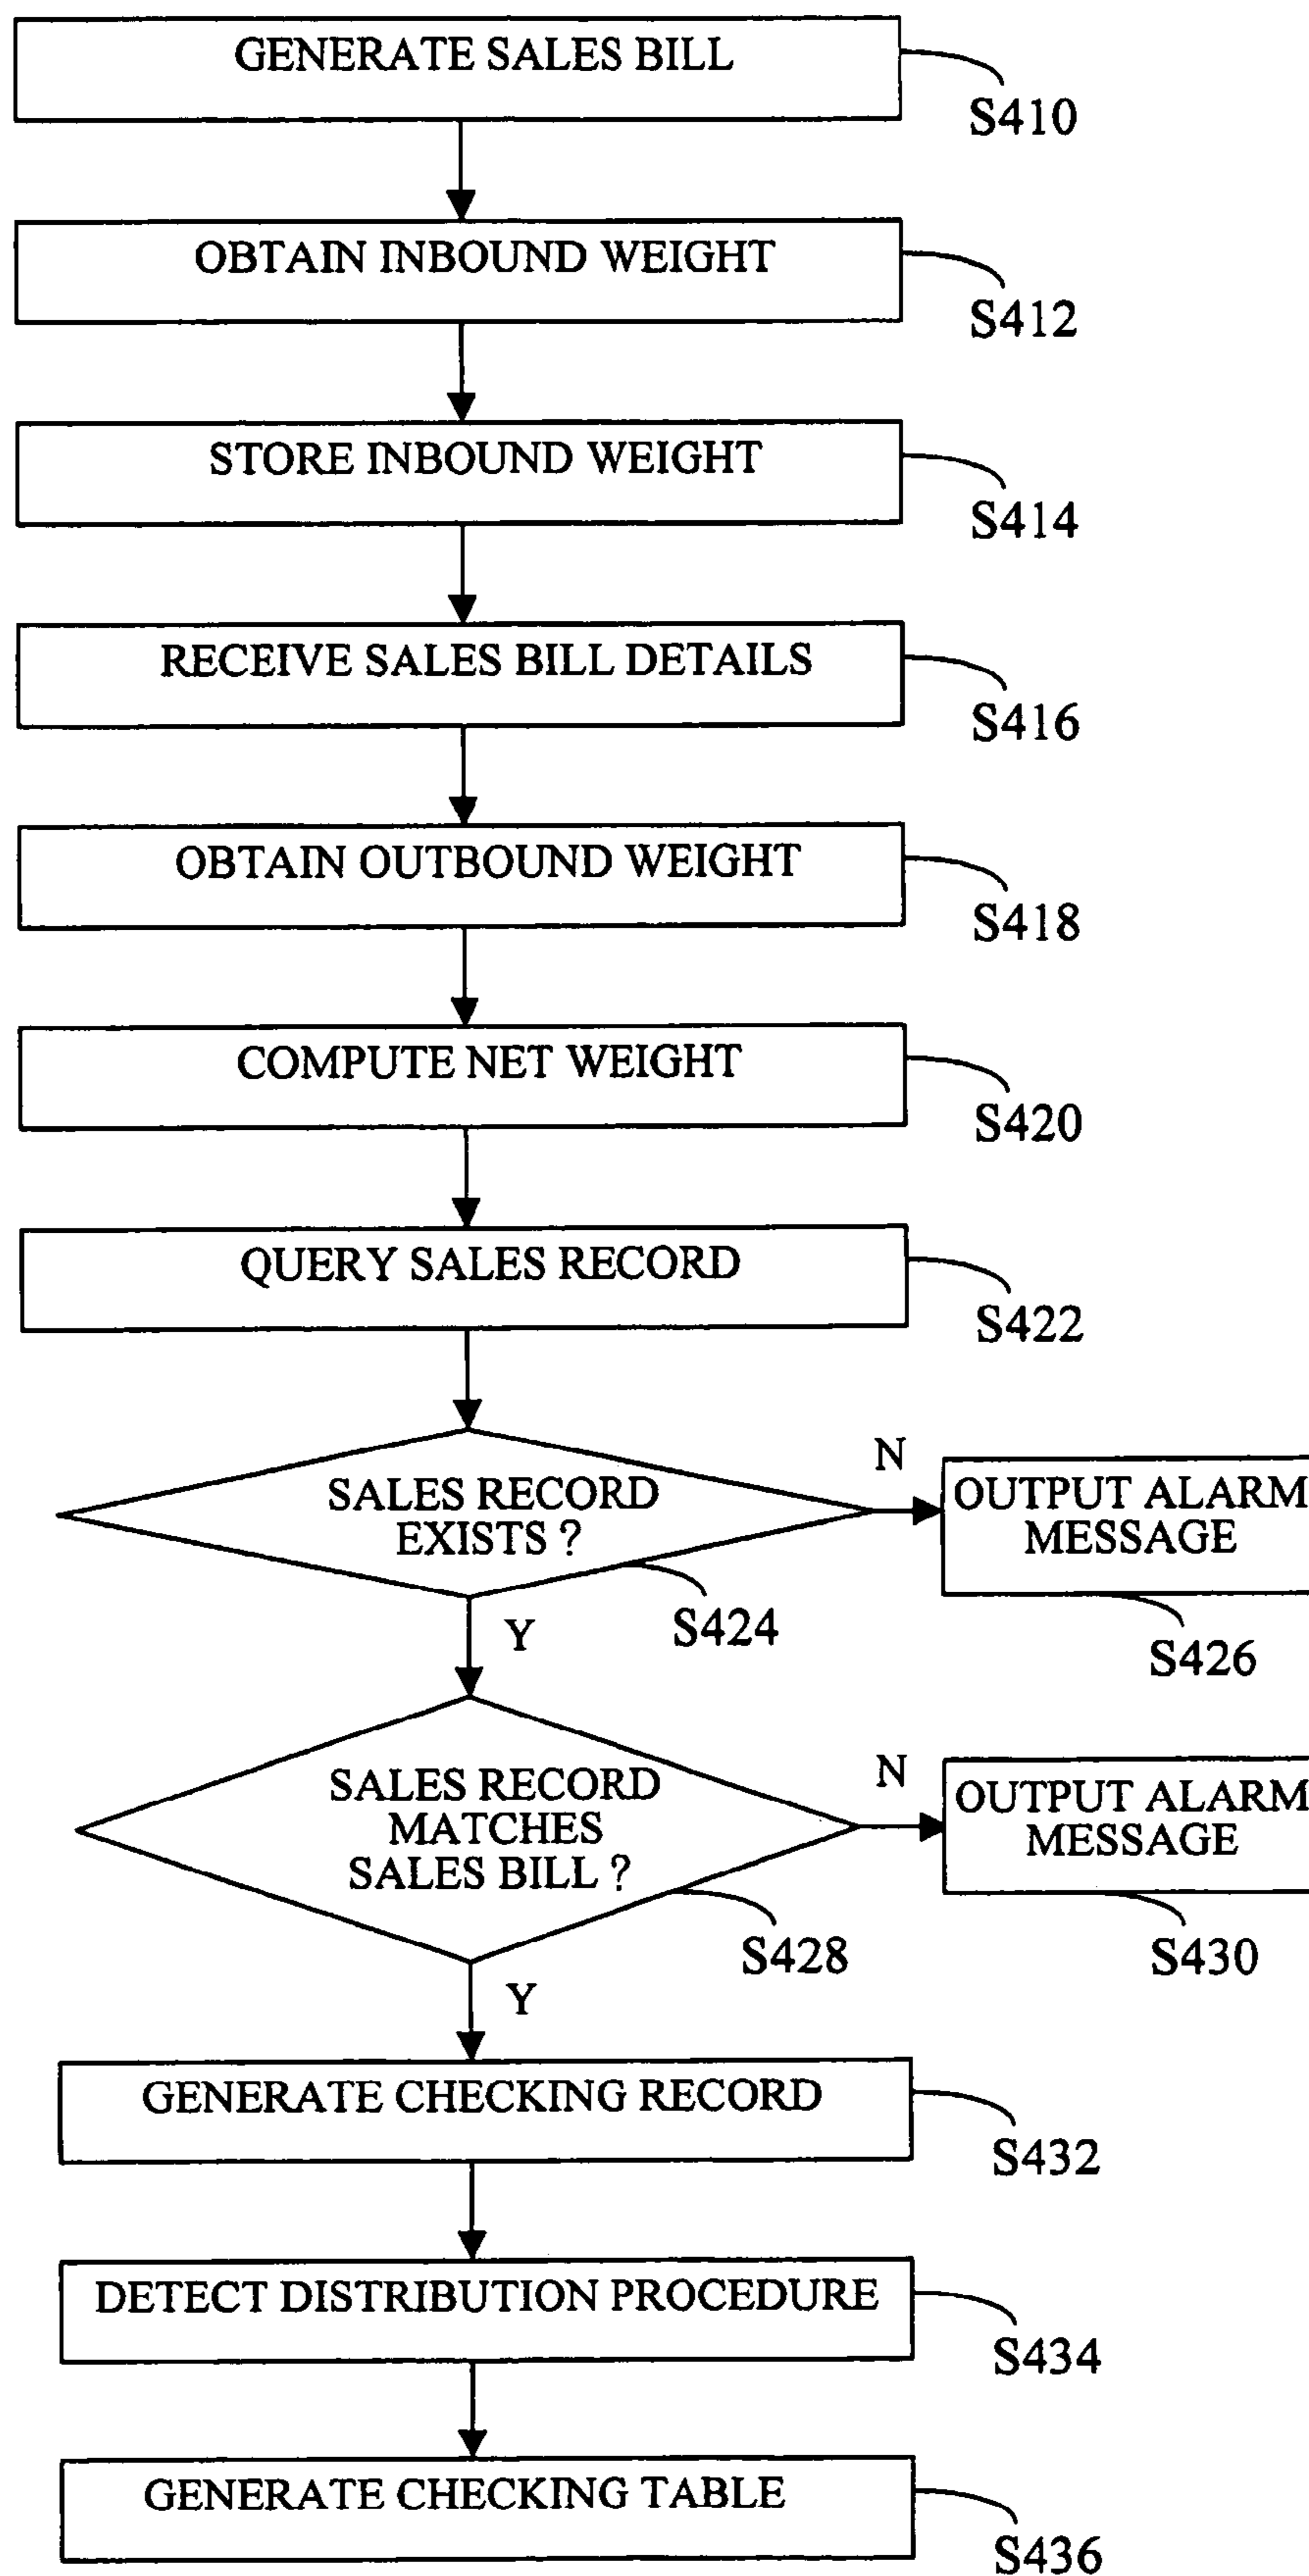 GENERATE SALES BILL
S410
OBTAIN INBOUND WEIGHT
S412
STORE INBOUND WEIGHT
S414
RECEIVE SALES BILL DETAILS
S416
OBTAIN OUTBOUND WEIGHT
S418
COMPUTE NET WEIGHT
S420
QUERY SALES RECORD
S422
SALES RECORD
EXISTS ?
S424
N
OUTPUT ALARM
MESSAGE
S426
Y
SALES RECORD
MATCHES
SALES BILL ?
S428
N
OUTPUT ALARM
MESSAGE
S430
Y
GENERATE CHECKING RECORD
S432
DETECT DISTRIBUTION PROCEDURE
S434
GENERATE CHECKING TABLE
S436